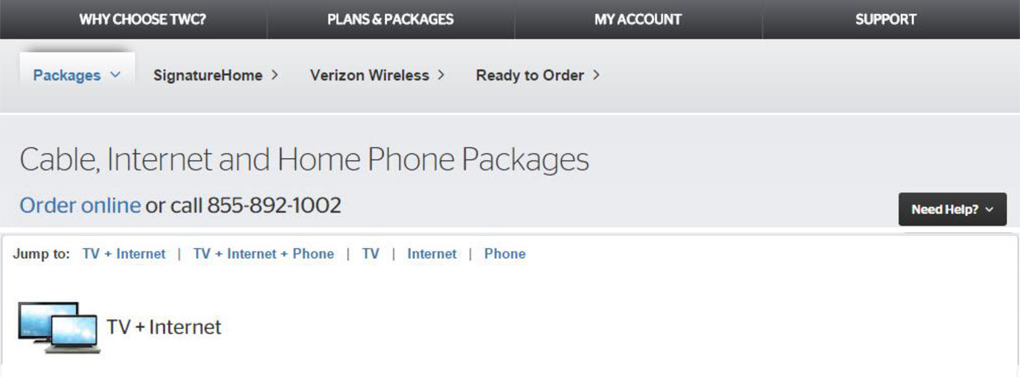 WHY CHOOSE TWC? PLANS & PACKAGES MY ACCOUNT SUPPORT
Packages SignatureHome Verizon Wireless Ready to Order
Cable, Internet and Home Phone Packages
Order online or call 855-892-1002
Need Help?
Jump to: TV + Internet | TV + Internet + Phone | TV | Internet | Phone
TV + Internet